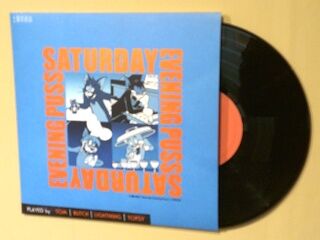 SATURDAY
EVENING PUSS
EVENING PUSS
SATURDAY
PLAYED by: TOM | BUTCH | LIGHTNING | TOPSY